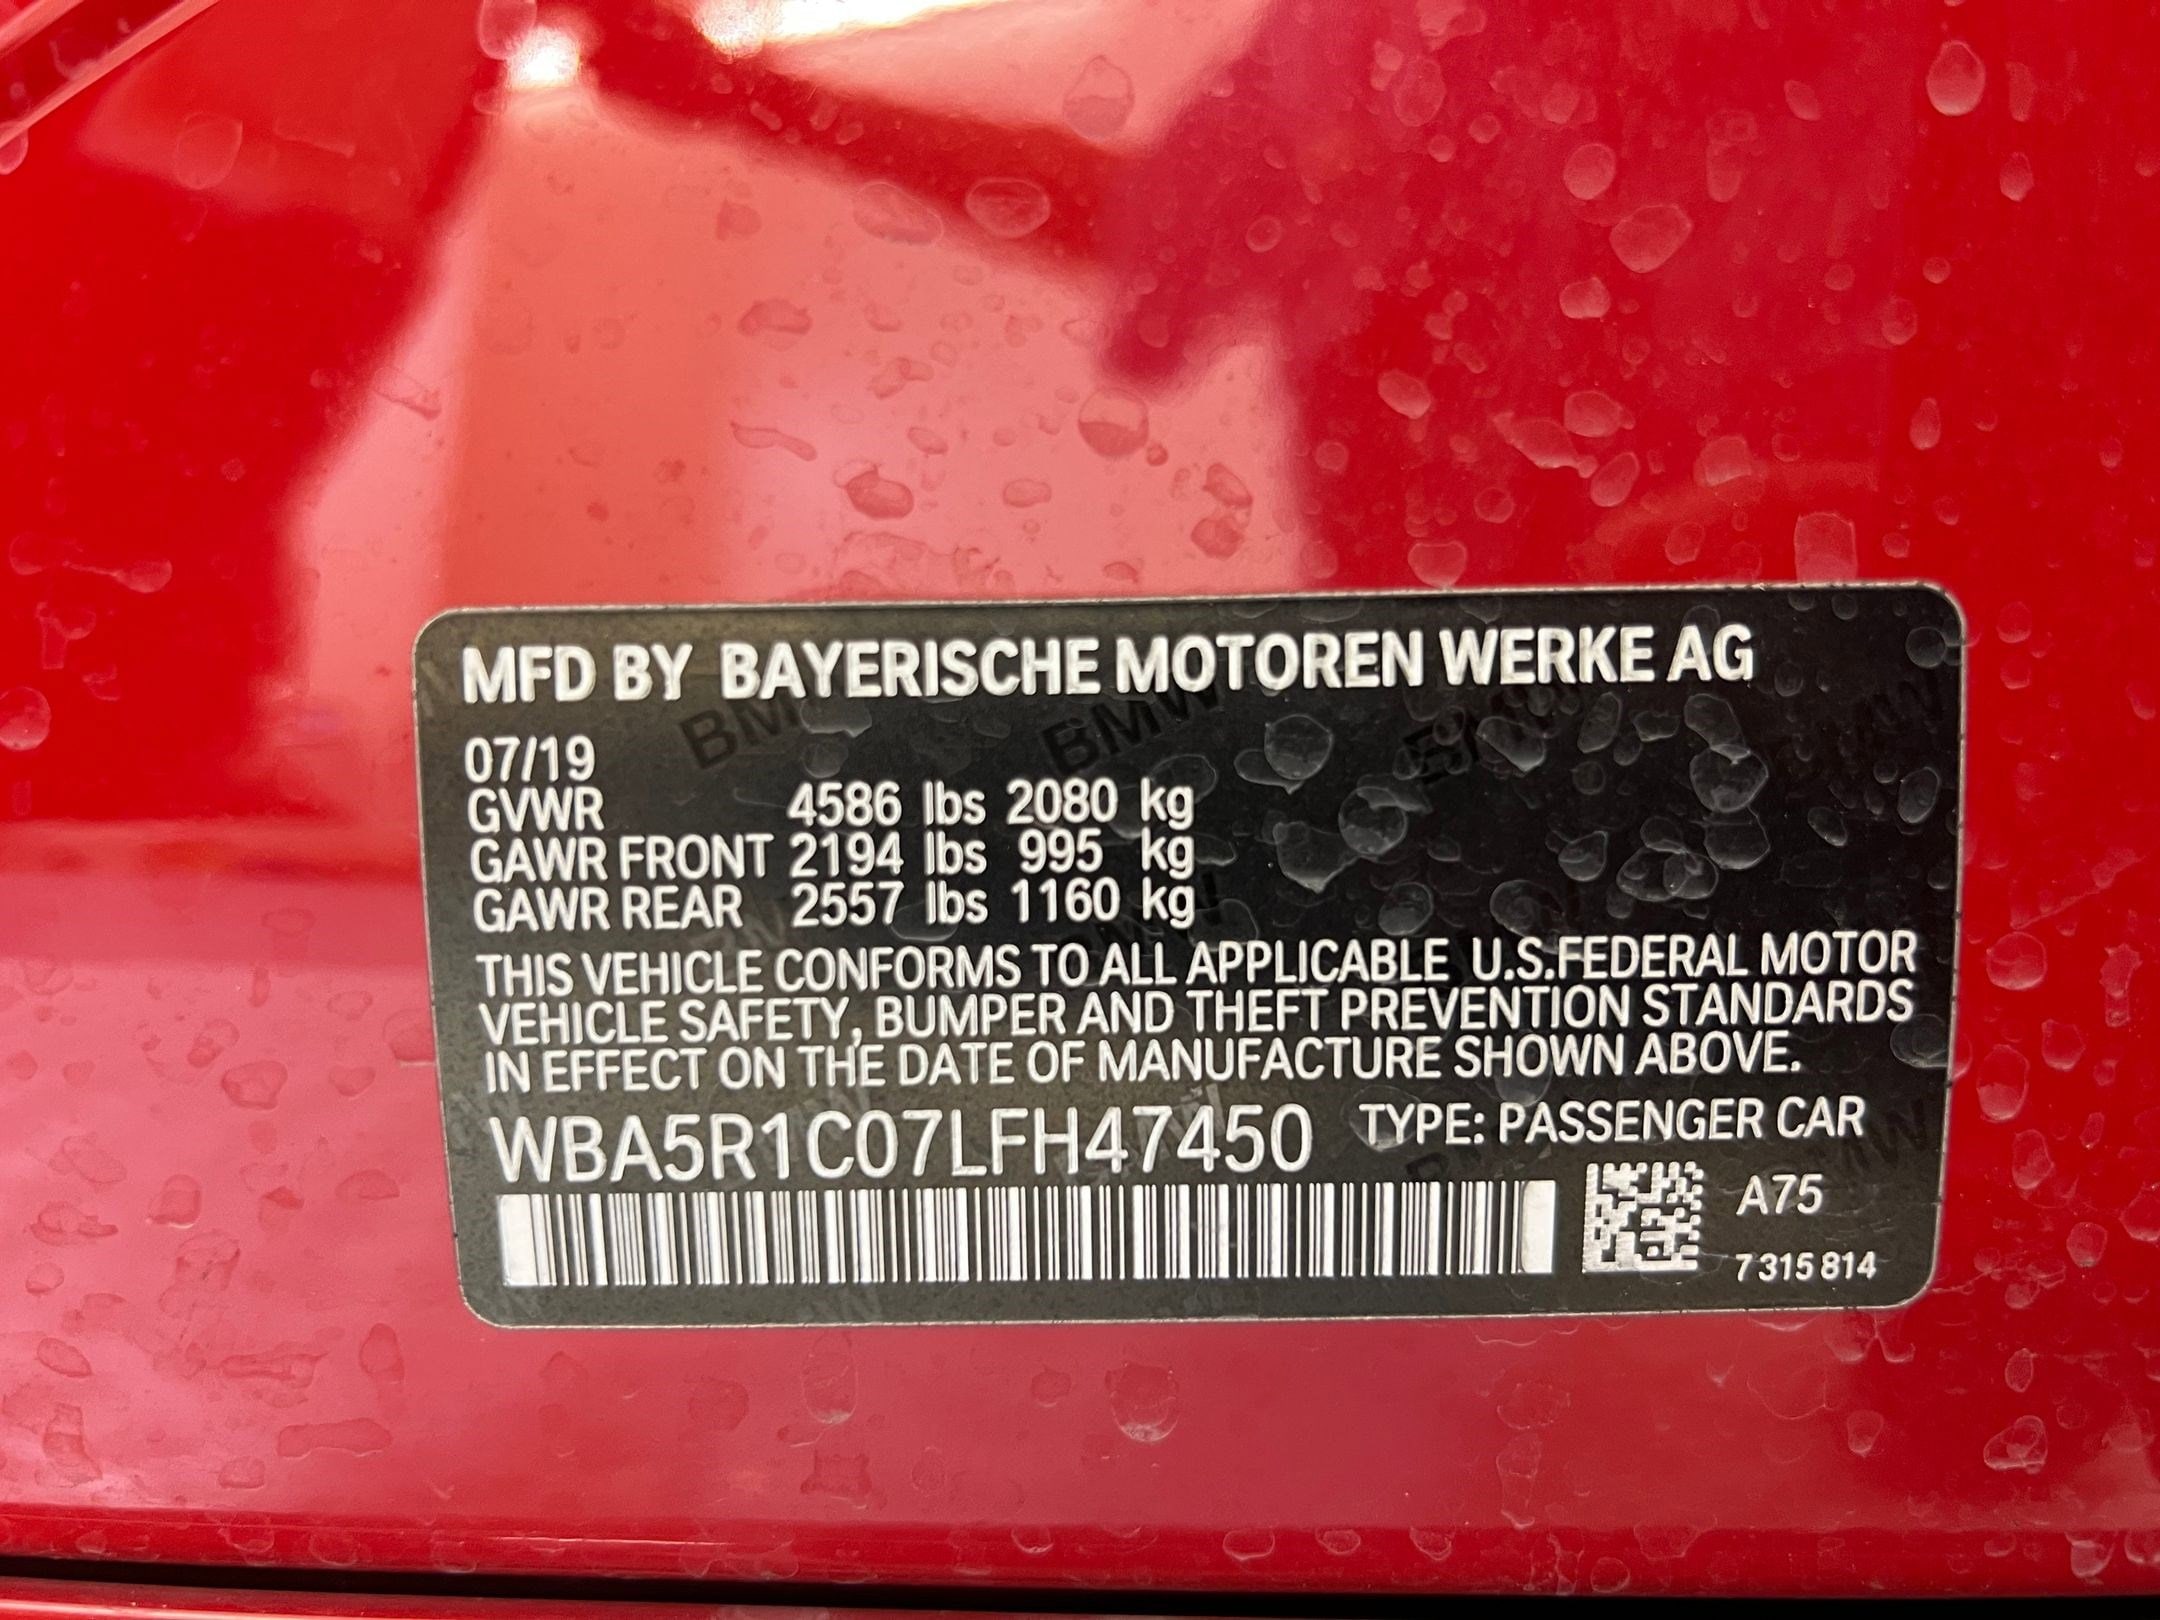 MFD BY BAYERISCHE MOTOREN WERKE AG
07/19
GVWR 4586 lbs 2080 kg
GAWR FRONT 2194 lbs 995 kg
GAWR REAR 2557 lbs 1160 kg
THIS VEHICLE CONFORMS TO ALL APPLICABLE U.S.FEDERAL MOTOR
VEHICLE SAFETY, BUMPER AND THEFT PREVENTION STANDARDS
IN EFFECT ON THE DATE OF MANUFACTURE SHOWN ABOVE.
WBA5R1C07LFH47450 TYPE: PASSENGER CAR
A75
7 315 814